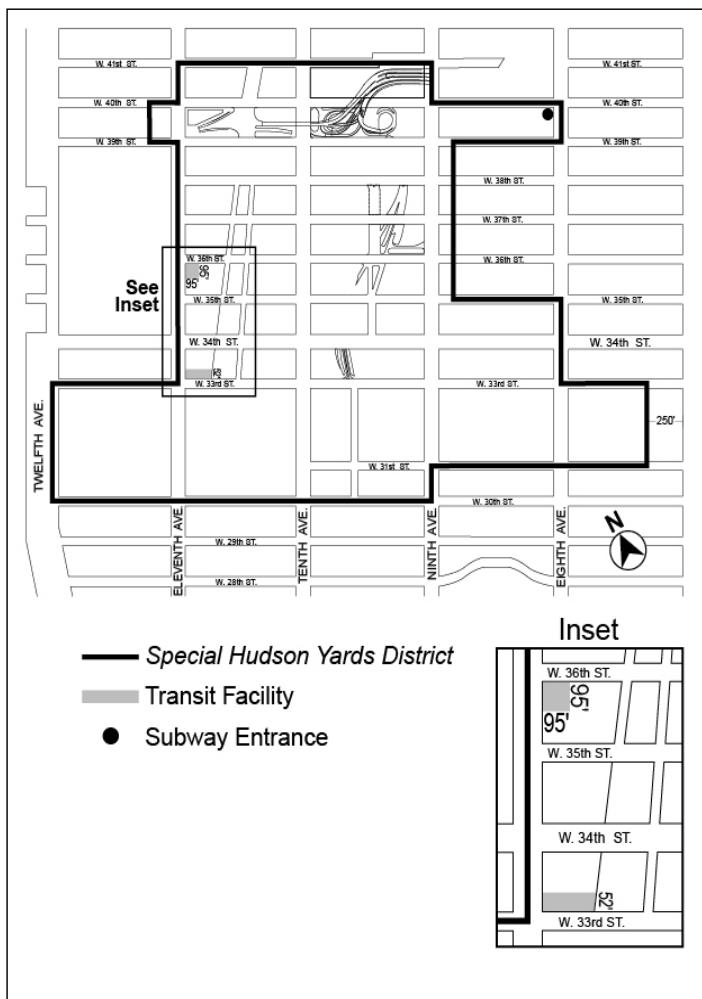 W. 41st ST.
W. 41st ST.
W. 40th ST.
W. 40th ST.
W. 39th ST.
W. 39th ST.
W. 38th ST.
W. 37th ST.
W. 36th ST.
W. 36th ST.
See
Inset
95'
95'
W. 35th ST.
W. 35th ST.
W. 34th ST.
W. 34th ST.
52'
W. 33rd ST.
W. 33rd ST.
250'
TWELFTH AVE.
W. 31st ST.
W. 30th ST.
ELEVENTH AVE.
TENTH AVE.
NINTH AVE.
EIGHTH AVE.
N
W. 29th ST.
W. 28th ST.
Special Hudson Yards District
Transit Facility
Subway Entrance
Inset
W. 36th ST.
95'
95'
W. 35th ST.
W. 34th ST.
52'
W. 33rd ST.